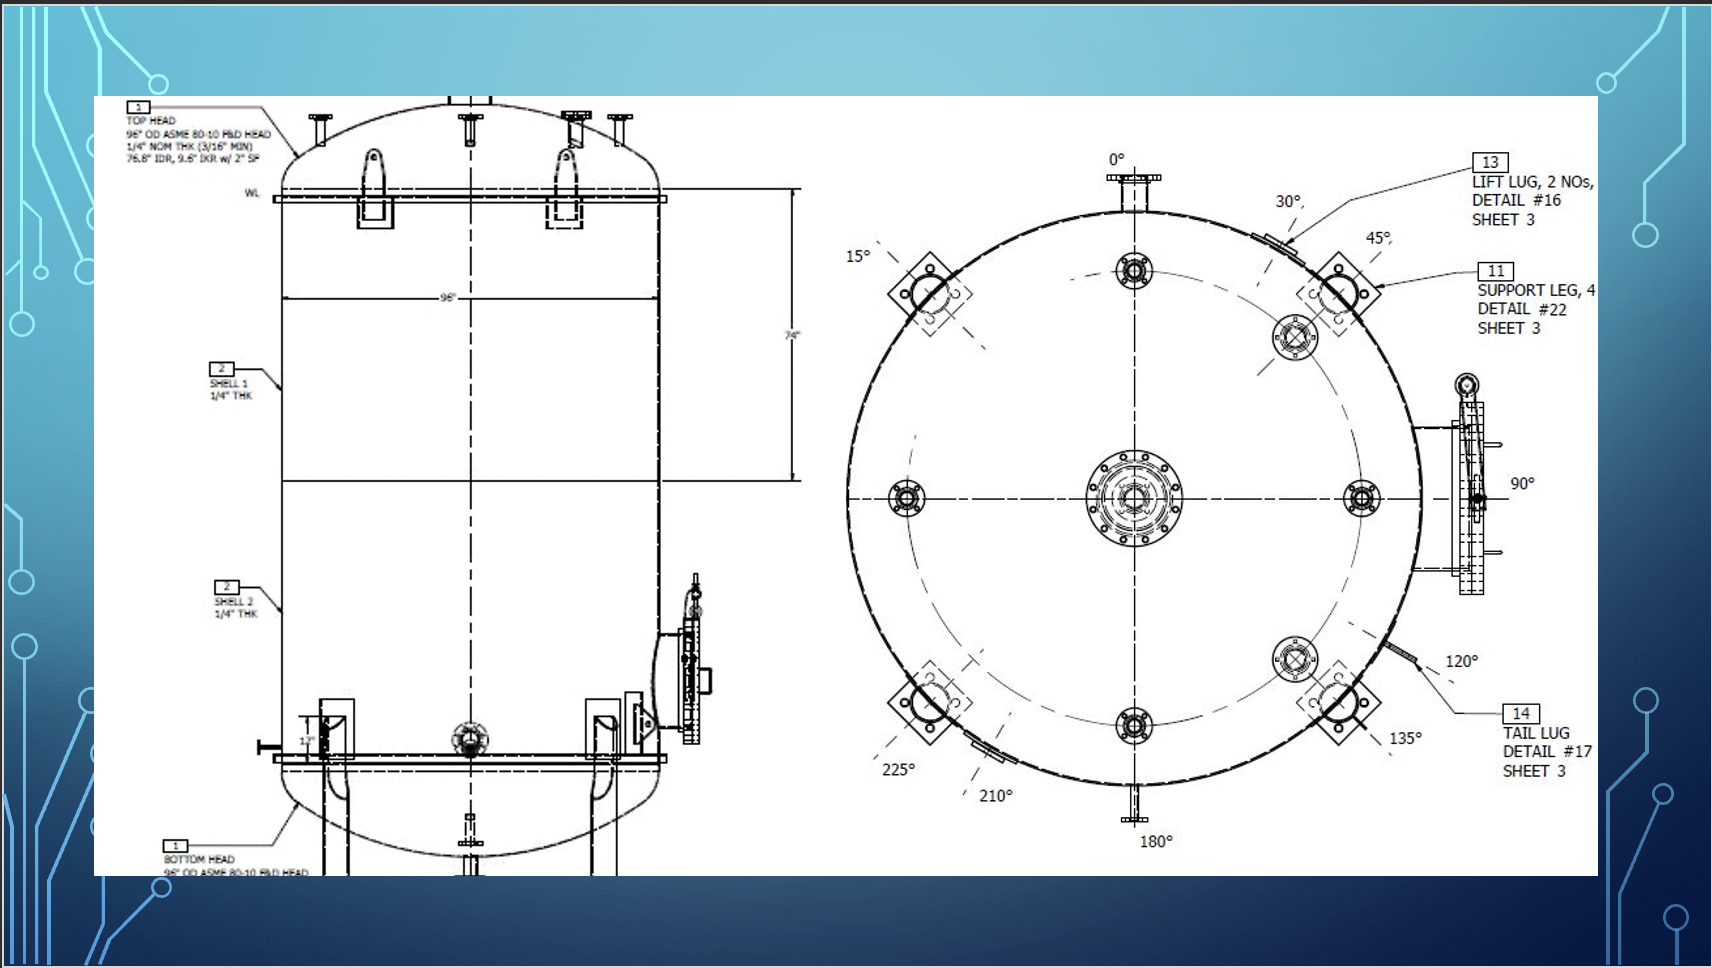 1
TOP HEAD
96" OD ASME 80-10 F&D HEAD
1/4" NOM THK (3/16" MIN)
76.8" IDR, 9.6" IKR w/ 2" SF
WL
96"
74"
2
SHELL 1
1/4" THK
2
SHELL 2
1/4" THK
12"
1
BOTTOM HEAD
96" OD ASME 80-10 F&D HEAD
0°
30°
45°
15°
90°
120°
135°
225°
210°
180°
13
LIFT LUG, 2 NOs,
DETAIL #16
SHEET 3
11
SUPPORT LEG, 4
DETAIL #22
SHEET 3
14
TAIL LUG
DETAIL #17
SHEET 3